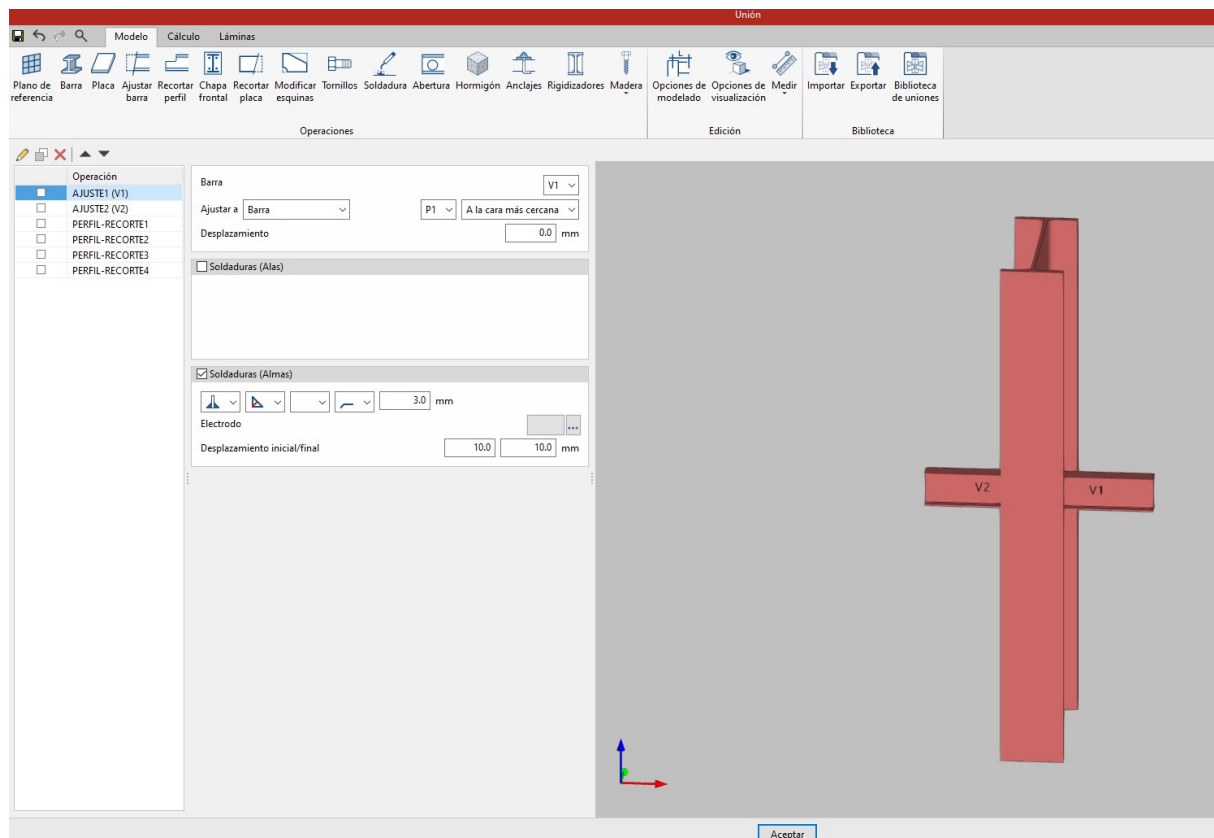 Unión
Modelo Cálculo Láminas
Plano de referencia Barra Placa Ajustar barra Recortar perfil Chapa frontal Recortar placa Modificar esquinas Tornillos Soldadura Abertura Hormigón Anclajes Rigidizadores Madera Opciones de modelado Opciones de visualización Medir Importar Exportar Biblioteca de uniones
Operaciones Edición Biblioteca
Operación
AJUSTE1 (V1)
AJUSTE2 (V2)
PERFIL-RECORTE1
PERFIL-RECORTE2
PERFIL-RECORTE3
PERFIL-RECORTE4
Barra V1
Ajustar a Barra P1 A la cara más cercana
Desplazamiento 0.0 mm
Soldaduras (Alas)
Soldaduras (Almas)
3.0 mm
Electrodo ...
Desplazamiento inicial/final 10.0 10.0 mm
V2 V1
Aceptar